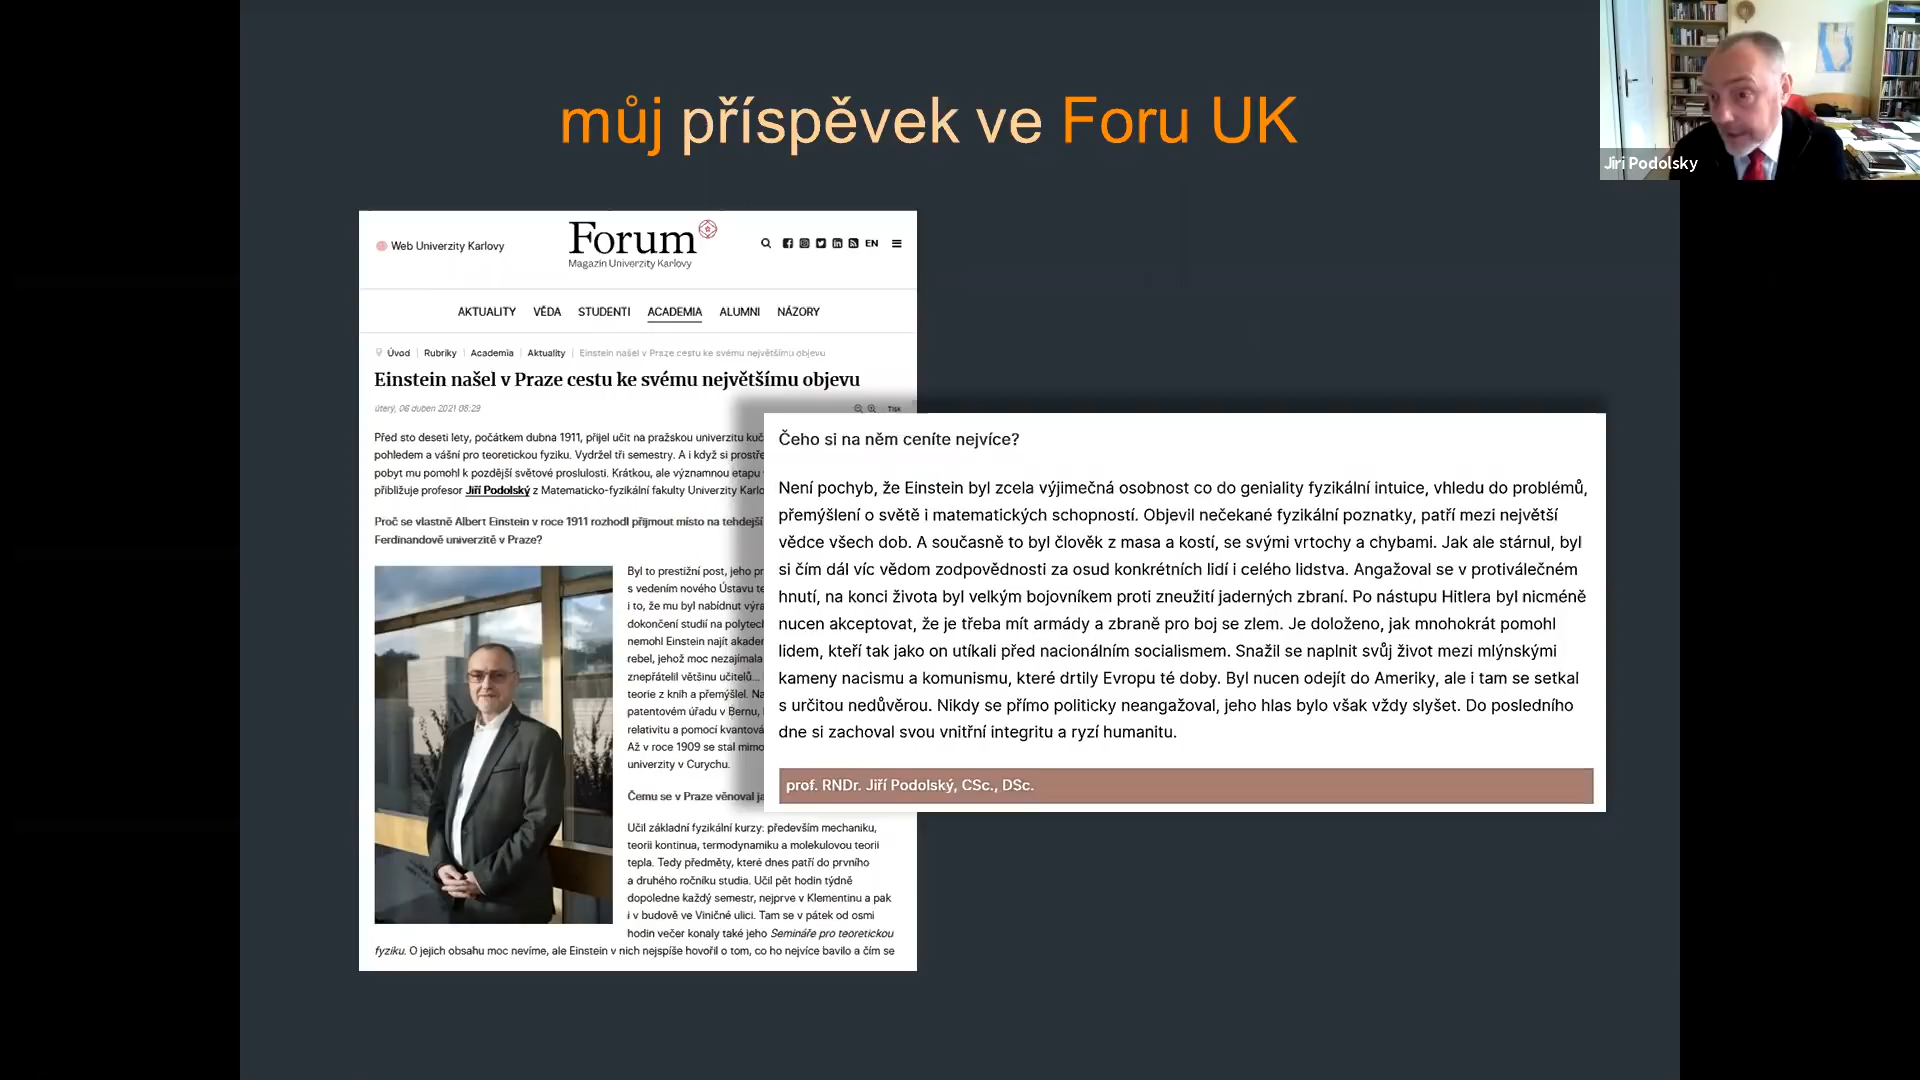 můj příspěvek ve Foru UK
Jiri Podolsky
Web Univerzity Karlovy
Forum
Magazín Univerzity Karlovy
EN
AKTUALITY VĚDA STUDENTI ACADEMIA ALUMNI NÁZORY
Úvod Rubriky Academia Aktuality Einstein našel v Praze cestu ke svému největšímu objevu
Einstein našel v Praze cestu ke svému největšímu objevu
úterý, 06 duben 2021 08:29
Tisk
Před sto deseti lety, počátkem dubna 1911, přijel učit na pražskou univerzitu
pohledem a vášní pro teoretickou fyziku. Vydržel tři semestry. A i když si
pobyt mu pomohl k pozdější světové proslulosti. Krátkou, ale významnou etapu
přibližuje profesor Jiří Podolský z Matematicko-fyzikální fakulty Univerzity
Proč se vlastně Albert Einstein v roce 1911 rozhodl přijmout místo na tehdejší
Ferdinandově univerzitě v Praze?
Byl to prestižní post, jeho
s vedením nového Ústavu
i to, že mu byl nabídnut
dokončení studií na
nemohl Einstein najít
rebel, jehož moc nezajímala
znepřátelil většinu učitelů...
teorie z knih a přemýšlel.
patentovém úřadu v Bernu,
relativitu a pomocí
Až v roce 1909 se stal
univerzity v Curychu.
Čemu se v Praze věnoval
Učil základní fyzikální kurzy: především mechaniku,
teorii kontinua, termodynamiku a molekulovou teorii
tepla. Tedy předměty, které dnes patří do prvního
a druhého ročníku studia. Učil pět hodin týdně
dopoledne každý semestr, nejprve v Klementinu a pak
i v budově ve Viničné ulici. Tam se v pátek od osmi
hodin večer konaly také jeho Semináře pro teoretickou
fyziku. O jejich obsahu moc nevíme, ale Einstein v nich nejspíše hovořil o tom, co ho nejvíce bavilo a čím se
Čeho si na něm ceníte nejvíce?
Není pochyb, že Einstein byl zcela výjimečná osobnost co do geniality fyzikální intuice, vhledu do problémů,
přemýšlení o světě i matematických schopností. Objevil nečekané fyzikální poznatky, patří mezi největší
vědce všech dob. A současně to byl člověk z masa a kostí, se svými vrtochy a chybami. Jak ale stárnul, byl
si čím dál víc vědom zodpovědnosti za osud konkrétních lidí i celého lidstva. Angažoval se v protiválečném
hnutí, na konci života byl velkým bojovníkem proti zneužití jaderných zbraní. Po nástupu Hitlera byl nicméně
nucen akceptovat, že je třeba mít armády a zbraně pro boj se zlem. Je doloženo, jak mnohokrát pomohl
lidem, kteří tak jako on utíkali před nacionálním socialismem. Snažil se naplnit svůj život mezi mlýnskými
kameny nacismu a komunismu, které drtily Evropu té doby. Byl nucen odejít do Ameriky, ale i tam se setkal
s určitou nedůvěrou. Nikdy se přímo politicky neangažoval, jeho hlas bylo však vždy slyšet. Do posledního
dne si zachoval svou vnitřní integritu a ryzí humanitu.
prof. RNDr. Jiří Podolský, CSc., DSc.